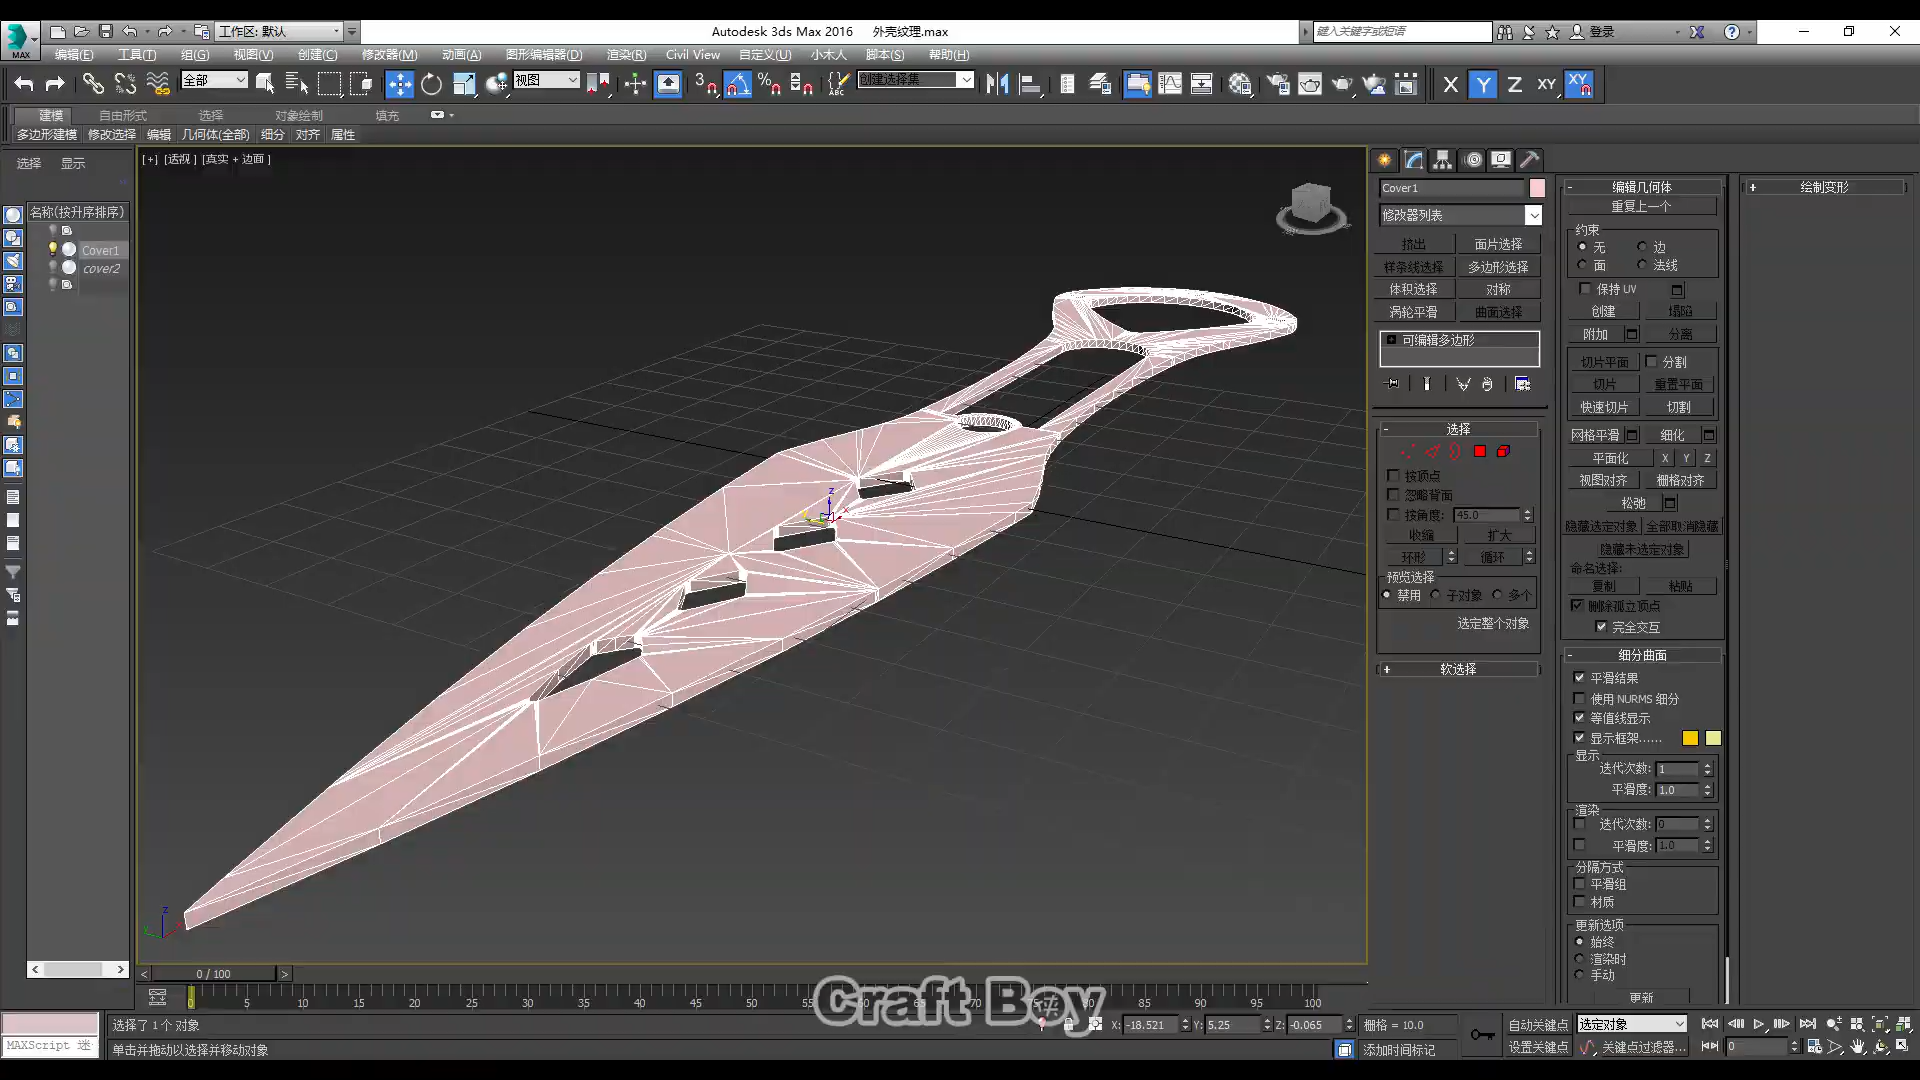 Autodesk 3ds Max 2016 外壳纹理.max
工作区: 默认
键入关键字或短语
登录
MAX
编辑(E) 工具(T) 组(G) 视图(V) 创建(C) 修改器(M) 动画(A) 图形编辑器(D) 渲染(R) Civil View 自定义(U) 小木人 脚本(S) 帮助(H)
全部 视图 3 % ABC 创建选择集 X Y Z XY XY
建模 自由形式 选择 对象绘制 填充
多边形建模 修改选择 编辑 几何体(全部) 细分 对齐 属性
选择 显示
名称(按升序排序)
Cover1
cover2
[+] [透视] [真实 + 边面]
Cover1
修改器列表
挤出 面片选择
样条线选择 多边形选择
体积选择 对称
涡轮平滑 曲面选择
可编辑多边形
- 选择
按顶点
忽略背面
按角度: 45.0
收缩 扩大
环形 循环
预览选择
禁用 子对象 多个
选定整个对象
+ 软选择
- 编辑几何体
重复上一个
约束
无 边
面 法线
保持 UV
创建 塌陷
附加 分离
切片平面 分割
切片 重置平面
快速切片 切割
网格平滑 细化
平面化 X Y Z
视图对齐 栅格对齐
松弛
隐藏选定对象 全部取消隐藏
隐藏未选定对象
命名选择:
复制 粘贴
删除孤立顶点
完全交互
- 细分曲面
平滑结果
使用 NURMS 细分
等值线显示
显示框架......
显示
迭代次数: 1
平滑度: 1.0
渲染
迭代次数: 0
平滑度: 1.0
分隔方式
平滑组
材质
更新选项
始终
渲染时
手动
更新
+ 绘制变形
z
x
z
< 0 / 100 >
0 5 10 15 20 25 30 35 40 45 50 55 80 85 90 95 100
Craft Boy
选择了 1 个 对象
X: -18.521 Y: 5.25 Z: -0.065 栅格 = 10.0
自动关键点 选定对象
MAXScript 迷
单击并拖动以选择并移动对象
添加时间标记
设置关键点 关键点过滤器... 0